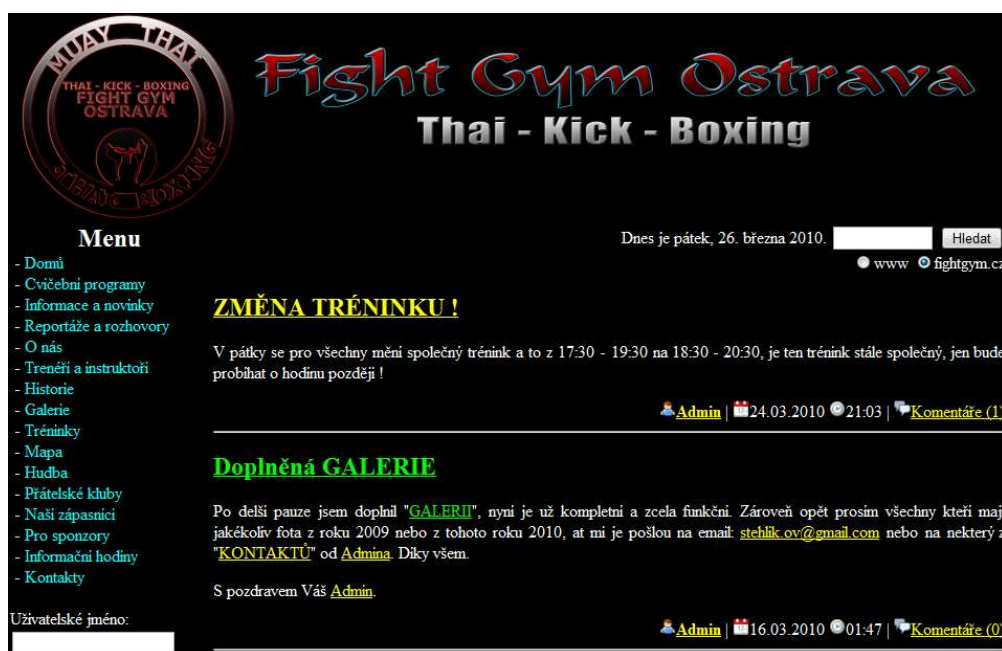 MUAY THAI
THAI - KICK - BOXING
FIGHT GYM
OSTRAVA
THAI BOXING
Fight Gym Ostrava
Thai - Kick - Boxing
Menu
- Domů
- Cvičební programy
- Informace a novinky
- Reportáže a rozhovory
- O nás
- Trenéři a instruktoři
- Historie
- Galerie
- Tréninky
- Mapa
- Hudba
- Přátelské kluby
- Naši zápasníci
- Pro sponzory
- Informační hodiny
- Kontakty
Uživatelské jméno:
Dnes je pátek, 26. března 2010. Hledat
www fightgym.cz
ZMĚNA TRÉNINKU !
V pátky se pro všechny mění společný trénink a to z 17:30 - 19:30 na 18:30 - 20:30, je ten trénink stále společný, jen bude
probíhat o hodinu později !
Admin | 24.03.2010 21:03 | Komentáře (1)
Doplněná GALERIE
Po delší pauze jsem doplnil "GALERII", nyní je už kompletní a zcela funkční. Zároveň opět prosím všechny kteří mají
jakékoliv fota z roku 2009 nebo z tohoto roku 2010, at mi je pošlou na email: stehlik.ov@gmail.com nebo na nekterý z
"KONTAKTŮ" od Admina. Díky všem.
S pozdravem Váš Admin.
Admin | 16.03.2010 01:47 | Komentáře (0)